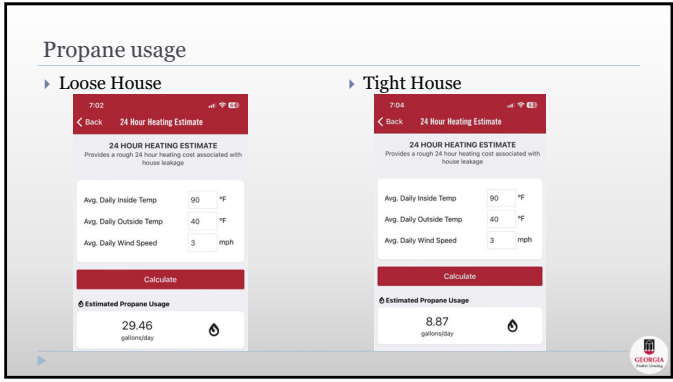 Propane usage
Loose House
7:02
Back
24 Hour Heating Estimate
24 HOUR HEATING ESTIMATE
Provides a rough 24 hour heating cost associated with
house leakage
Avg. Daily Inside Temp 90 °F
Avg. Daily Outside Temp 40 °F
Avg. Daily Wind Speed 3 mph
Calculate
Estimated Propane Usage
29.46
gallons/day
Tight House
7:04
Back
24 Hour Heating Estimate
24 HOUR HEATING ESTIMATE
Provides a rough 24 hour heating cost associated with
house leakage
Avg. Daily Inside Temp 90 °F
Avg. Daily Outside Temp 40 °F
Avg. Daily Wind Speed 3 mph
Calculate
Estimated Propane Usage
8.87
gallons/day
GEORGIA